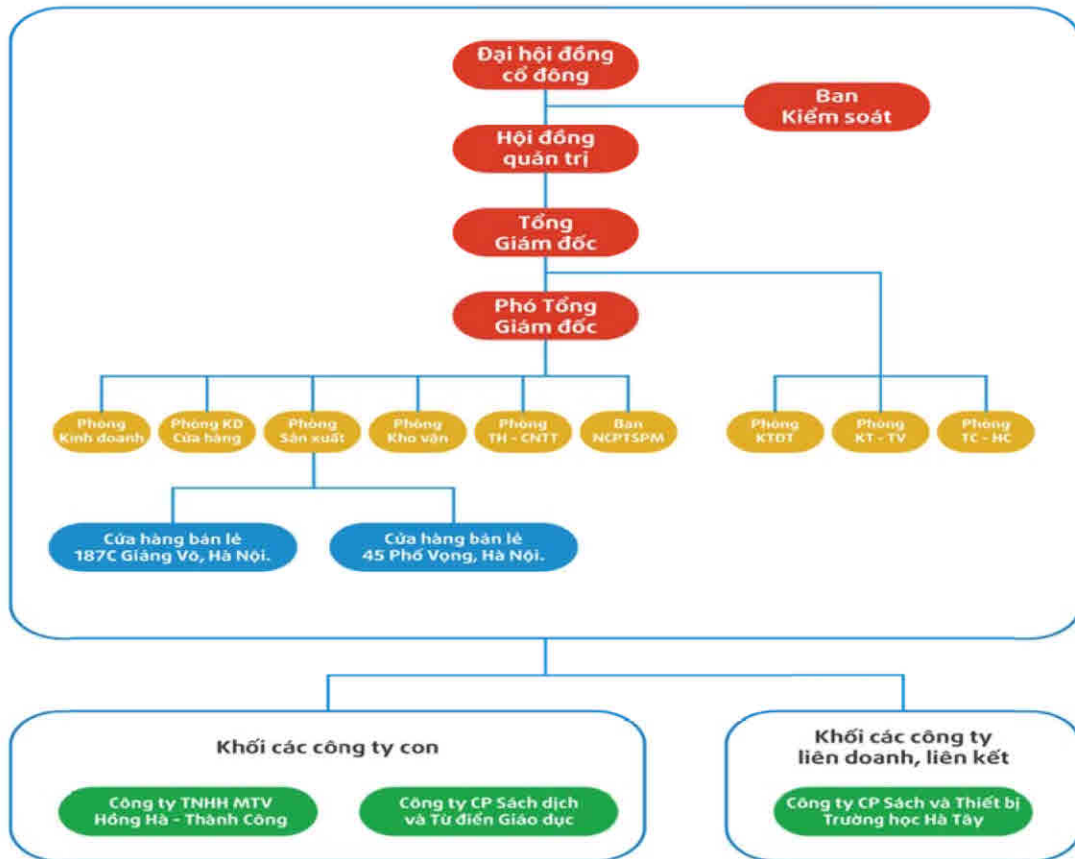 Đại hội đồng
cổ đông
Ban
Kiểm soát
Hội đồng
quản trị
Tổng
Giám đốc
Phó Tổng
Giám đốc
Phòng
Kinh doanh
Phòng KD
Cửa hàng
Phòng
Sản xuất
Phòng
Kho vận
Phòng
TH - CNTT
Ban
NCPTSPM
Phòng
KTĐT
Phòng
KT - TV
Phòng
TC - HC
Cửa hàng bán lẻ
187C Giảng Võ, Hà Nội.
Cửa hàng bán lẻ
45 Phố Vọng, Hà Nội.
Khối các công ty con
Công ty TNHH MTV
Hồng Hà - Thành Công
Công ty CP Sách dịch
và Từ điển Giáo dục
Khối các công ty
liên doanh, liên kết
Công ty CP Sách và Thiết bị
Trường học Hà Tây